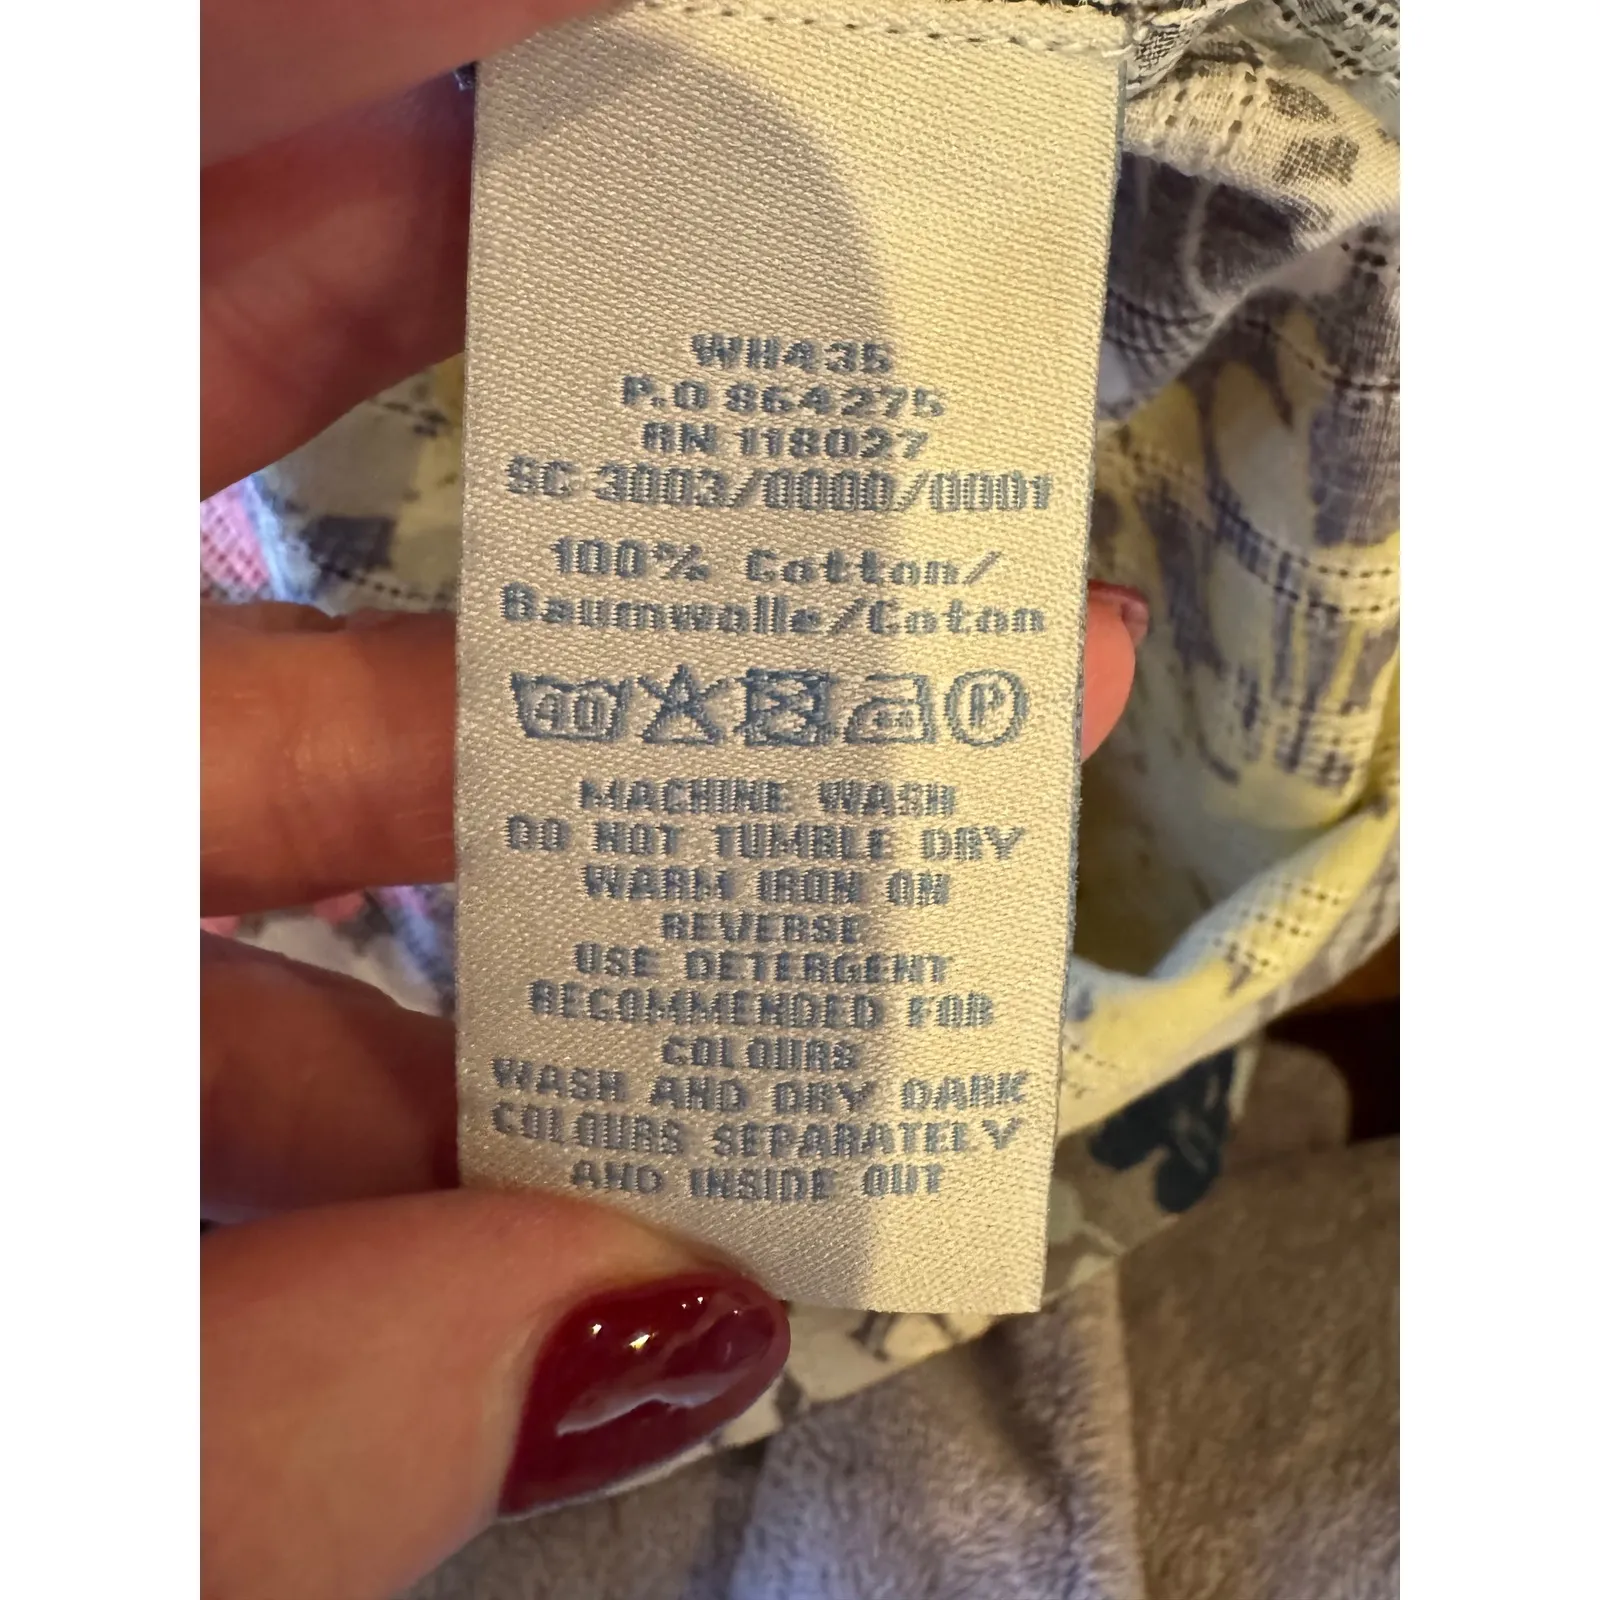 WH435
P.O 864275
RN 118027
SC 3003/0000/0001
100% Cotton/
Baumwolle/Coton
40 P
MACHINE WASH
DO NOT TUMBLE DRY
WARM IRON ON
REVERSE
USE DETERGENT
RECOMMENDED FOR
COLOURS
WASH AND DRY DARK
COLOURS SEPARATELY
AND INSIDE OUT